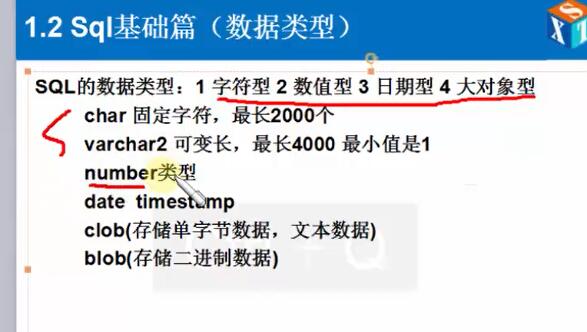 1.2 Sql基础篇（数据类型）
SQL的数据类型：1 字符型 2 数值型 3 日期型 4 大对象型
char 固定字符，最长2000个
varchar2 可变长，最长4000 最小值是1
number类型
date timestamp
clob(存储单字节数据，文本数据)
blob(存储二进制数据)